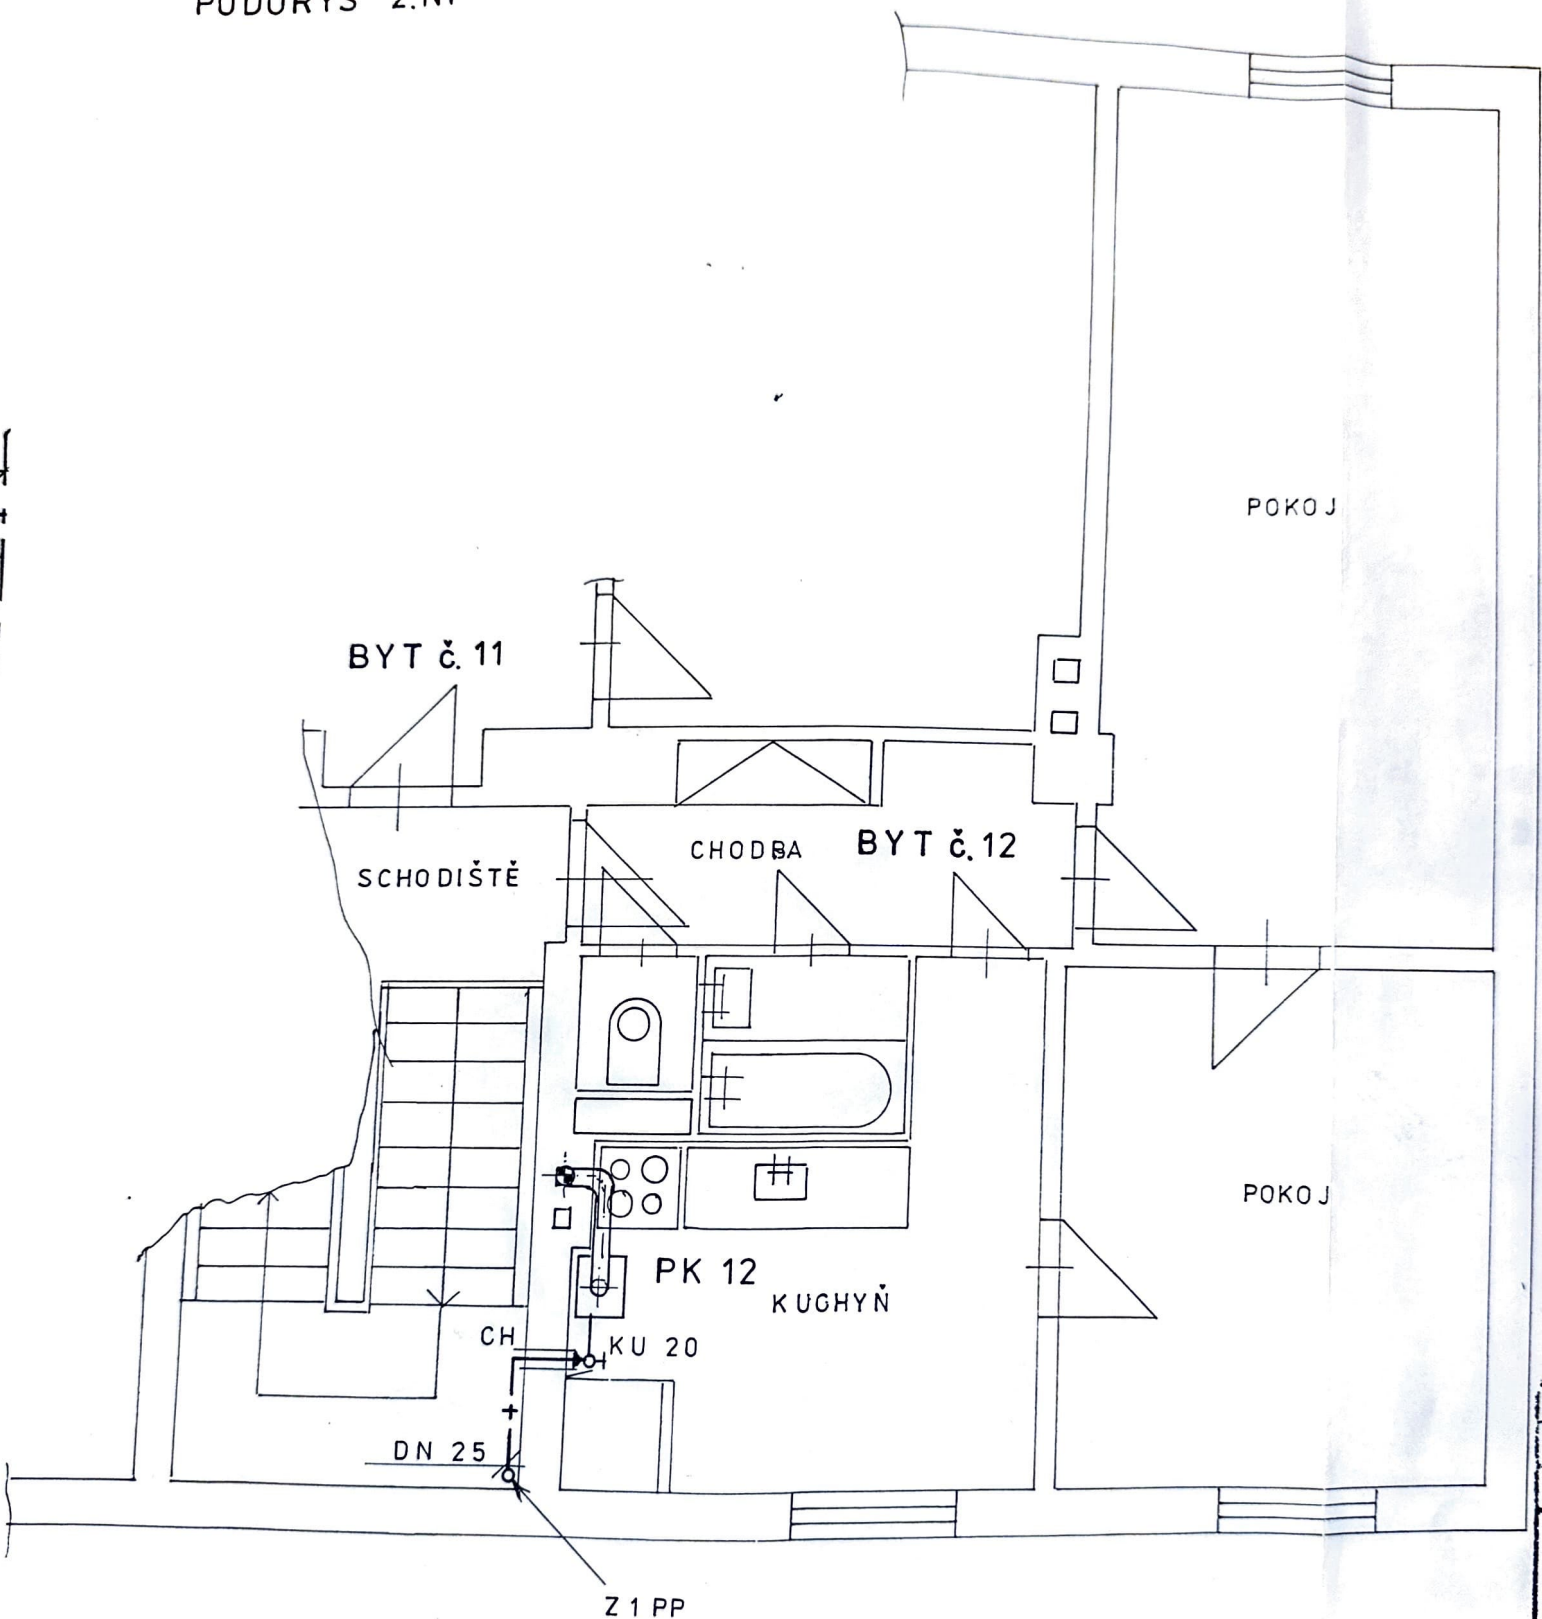 PŮDORYS 2.NP
POKOJ
BYT č. 11
CHODBA
BYT č. 12
SCHODIŠTĚ
POKOJ
PK 12
KUCHYŇ
CH
KU 20
DN 25
Z 1 PP